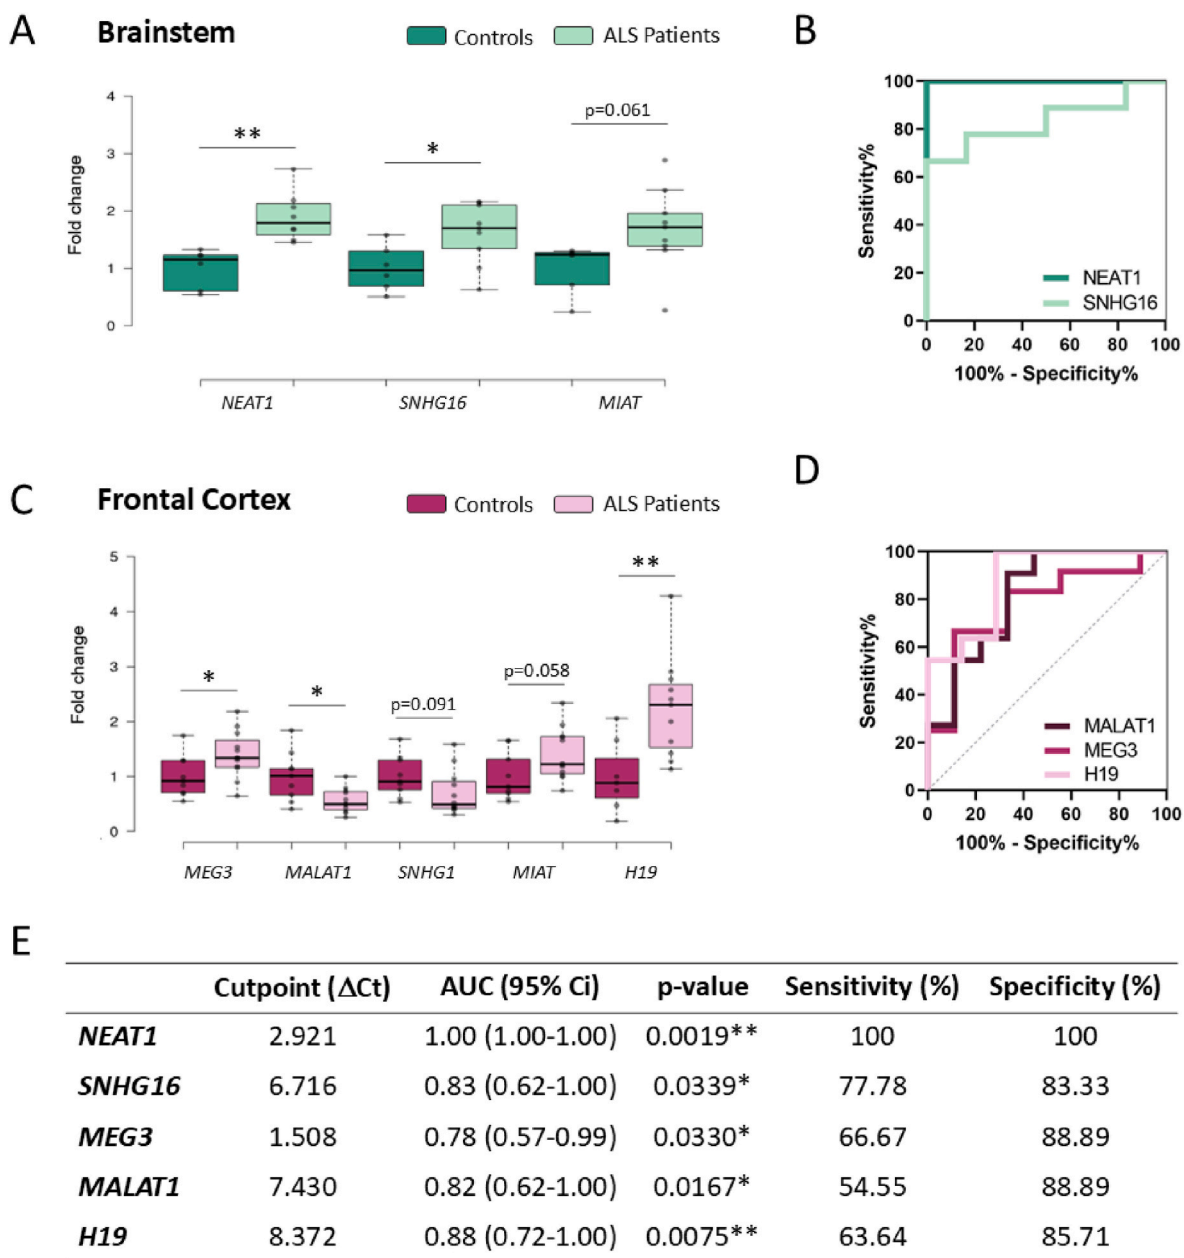 A
Brainstem
Controls
ALS Patients
Fold change
4
3
2
1
0
**
*
p=0.061
NEAT1
SNHG16
MIAT
B
Sensitivity%
100
80
60
40
20
0
NEAT1
SNHG16
0 20 40 60 80 100
100% - Specificity%
C
Frontal Cortex
Controls
ALS Patients
Fold change
5
4
3
2
1
0
*
*
p=0.091
p=0.058
**
MEG3
MALAT1
SNHG1
MIAT
H19
D
Sensitivity%
100
80
60
40
20
0
MALAT1
MEG3
H19
0 20 40 60 80 100
100% - Specificity%
E
Cutpoint (ΔCt) AUC (95% Ci) p-value Sensitivity (%) Specificity (%)
NEAT1 2.921 1.00 (1.00-1.00) 0.0019** 100 100
SNHG16 6.716 0.83 (0.62-1.00) 0.0339* 77.78 83.33
MEG3 1.508 0.78 (0.57-0.99) 0.0330* 66.67 88.89
MALAT1 7.430 0.82 (0.62-1.00) 0.0167* 54.55 88.89
H19 8.372 0.88 (0.72-1.00) 0.0075** 63.64 85.71